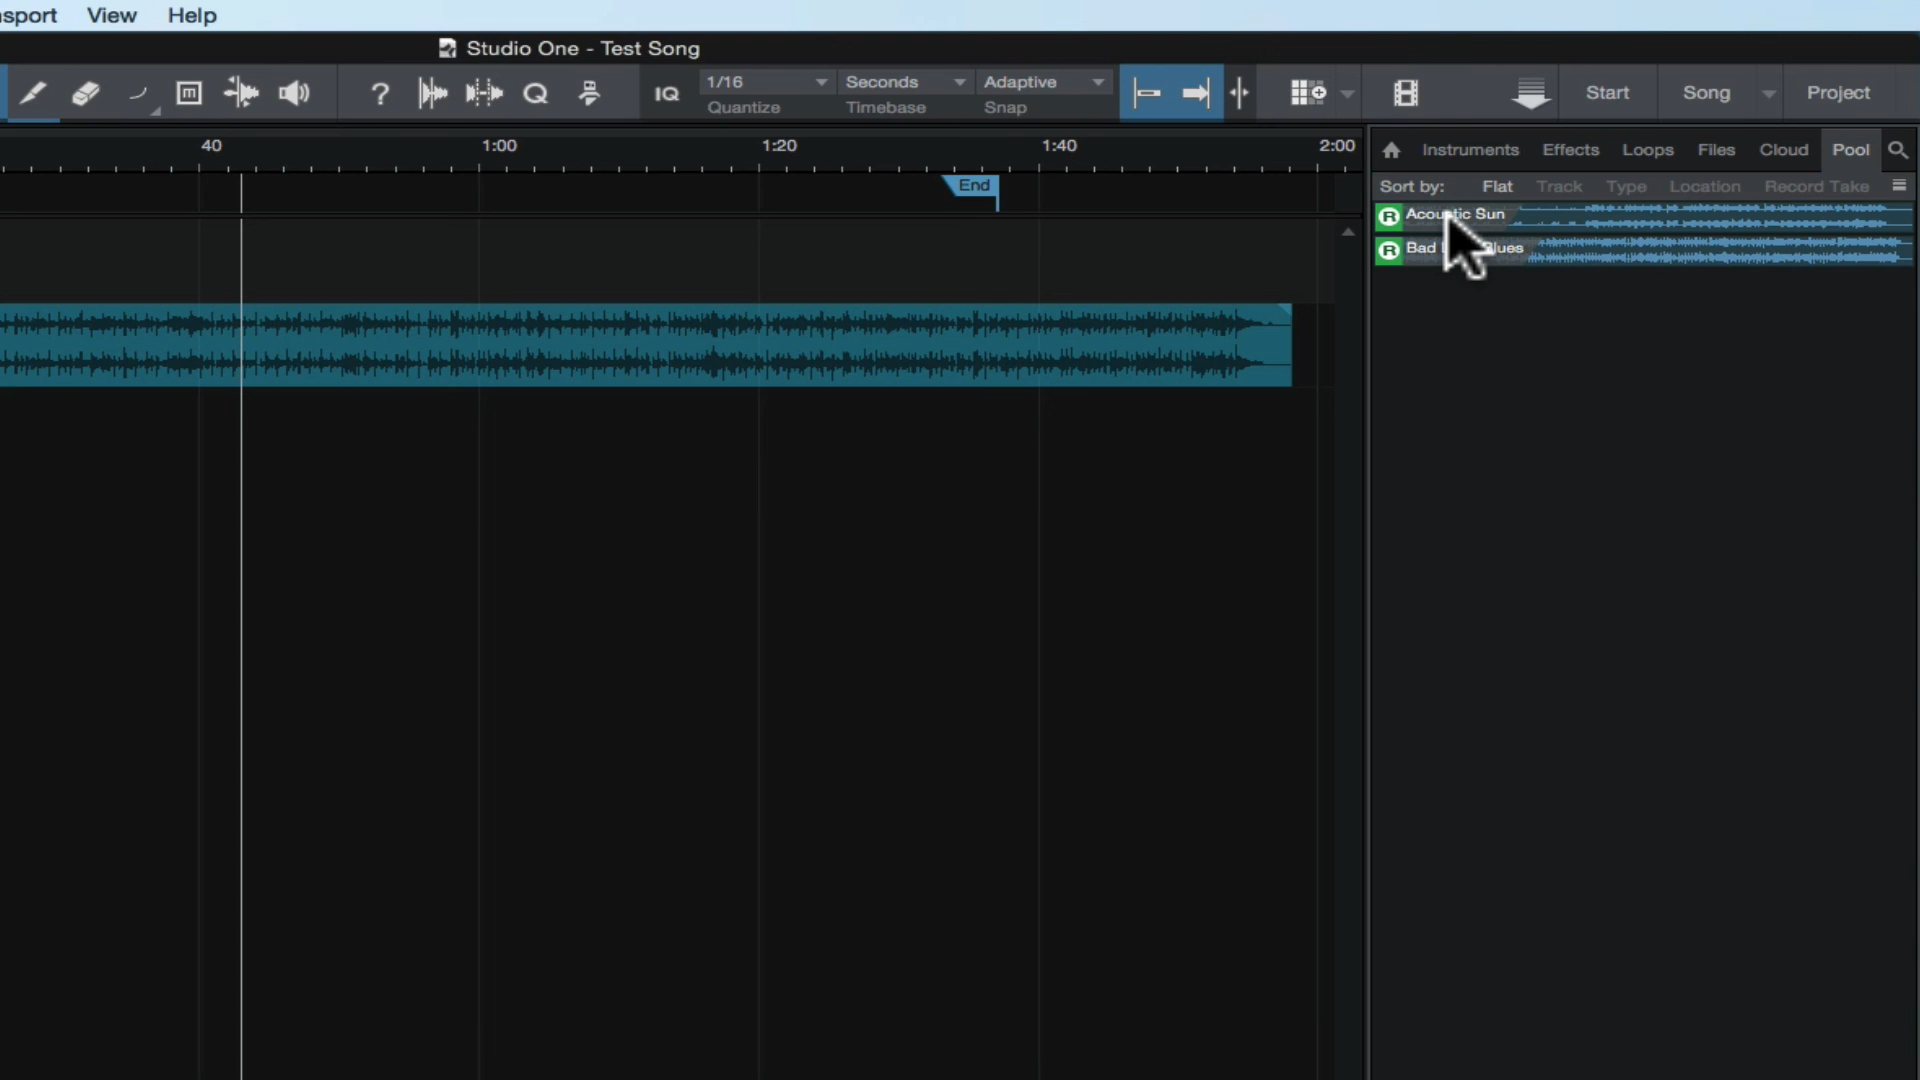 View Help
Studio One - Test Song
1/16 Seconds Adaptive
IQ
Quantize Timebase Snap
Start Song Project
40 1:00 1:20 1:40 2:00
Instruments Effects Loops Files Cloud Pool
End
Sort by: Flat Track Type Location Record Take
R Acoustic Sun
R Bad Blues